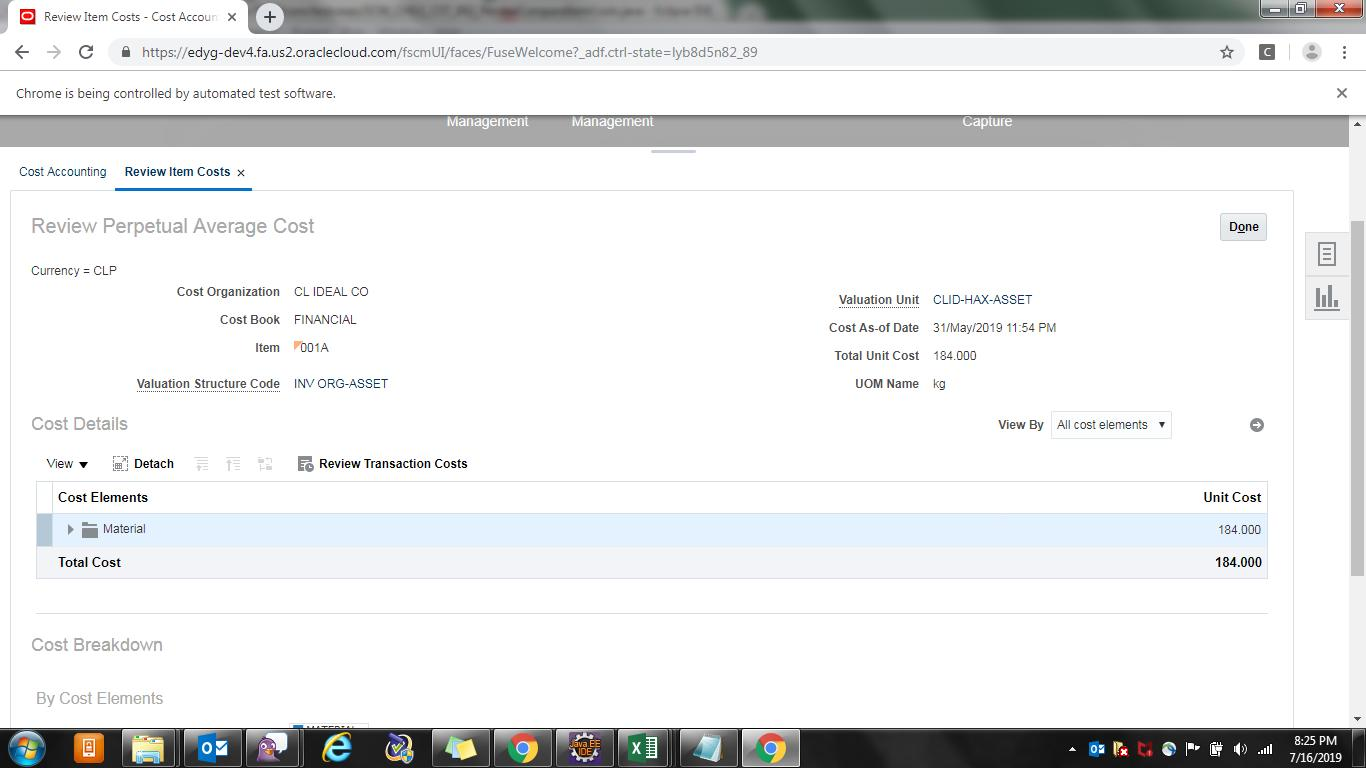 Review Item Costs - Cost Accoun
https://edyg-dev4.fa.us2.oraclecloud.com/fscmUI/faces/FuseWelcome?_adf.ctrl-state=lyb8d5n82_89
C
Chrome is being controlled by automated test software.
Management Management Capture
Cost Accounting Review Item Costs
Review Perpetual Average Cost Done
Currency = CLP
Cost Organization CL IDEAL CO
Valuation Unit CLID-HAX-ASSET
Cost Book FINANCIAL
Cost As-of Date 31/May/2019 11:54 PM
Item 001A
Total Unit Cost 184.000
Valuation Structure Code INV ORG-ASSET
UOM Name kg
Cost Details View By All cost elements
View Detach Review Transaction Costs
Cost Elements Unit Cost
Material 184.000
Total Cost 184.000
Cost Breakdown
By Cost Elements
MATERIAL
Java EE
IDE
8:25 PM
7/16/2019